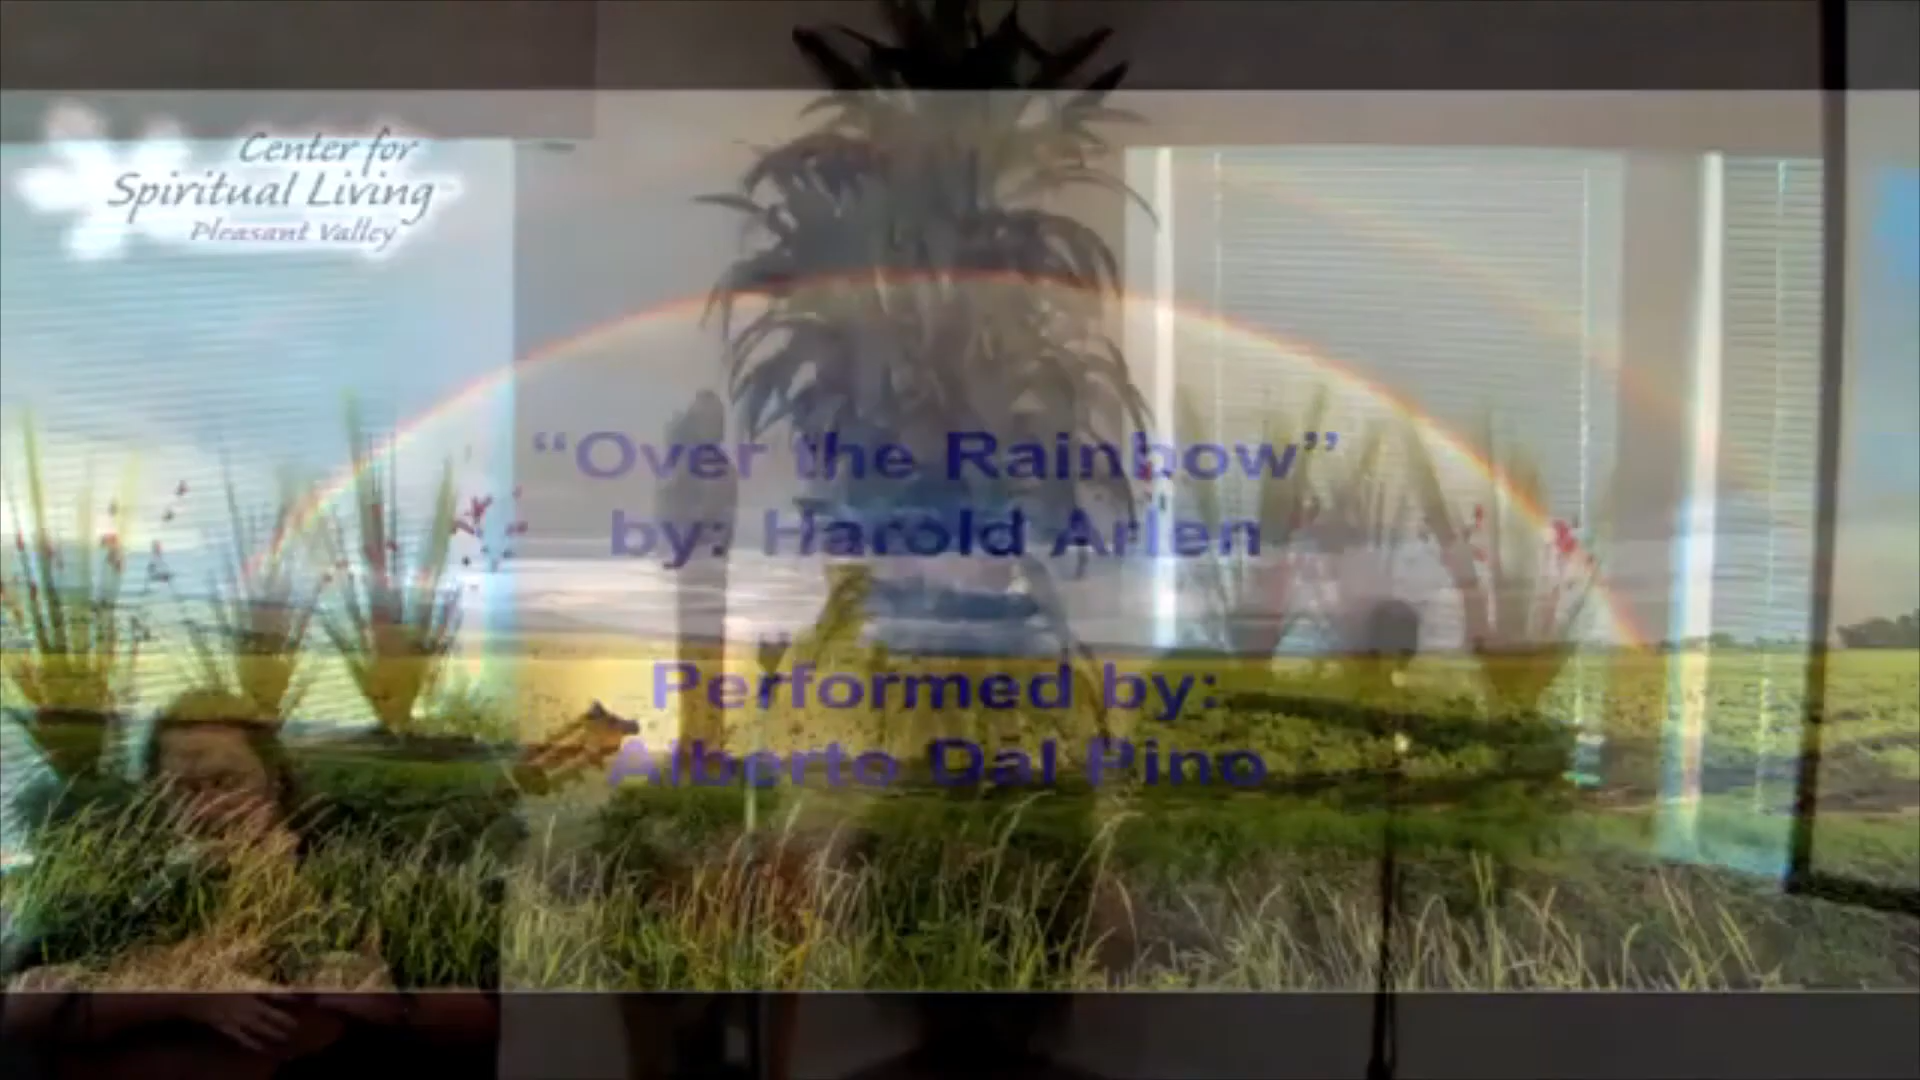 Center for
Spiritual Living
Pleasant Valley
“Over the Rainbow”
by: Harold Arlen
Performed by:
Alberto Dal Pino